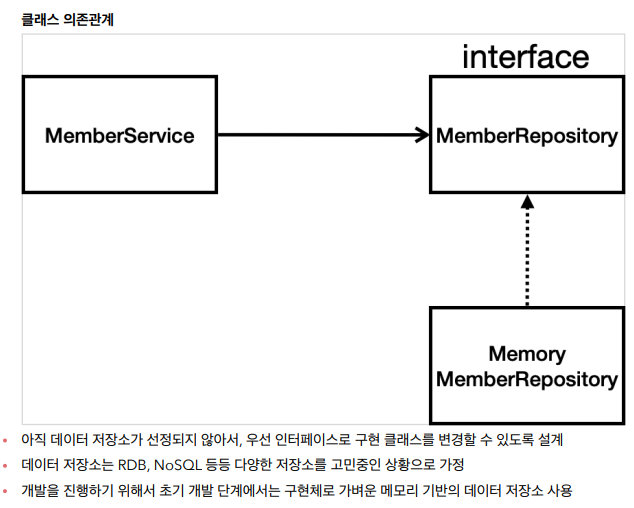 클래스 의존관계
interface
MemberService
MemberRepository
Memory
MemberRepository
아직 데이터 저장소가 선정되지 않아서, 우선 인터페이스로 구현 클래스를 변경할 수 있도록 설계
데이터 저장소는 RDB, NoSQL 등등 다양한 저장소를 고민중인 상황으로 가정
개발을 진행하기 위해서 초기 개발 단계에서는 구현체로 가벼운 메모리 기반의 데이터 저장소 사용